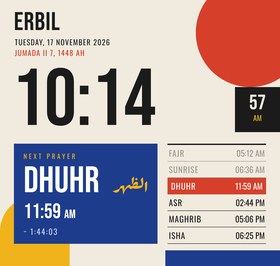 ERBIL
TUESDAY, 17 NOVEMBER 2026
JUMADA II 7, 1448 AH
10:14
57
AM
NEXT PRAYER
DHUHR
الظهر
11:59 AM
- 1:44:03
FAJR 05:12 AM
SUNRISE 06:36 AM
DHUHR 11:59 AM
ASR 02:44 PM
MAGHRIB 05:06 PM
ISHA 06:25 PM